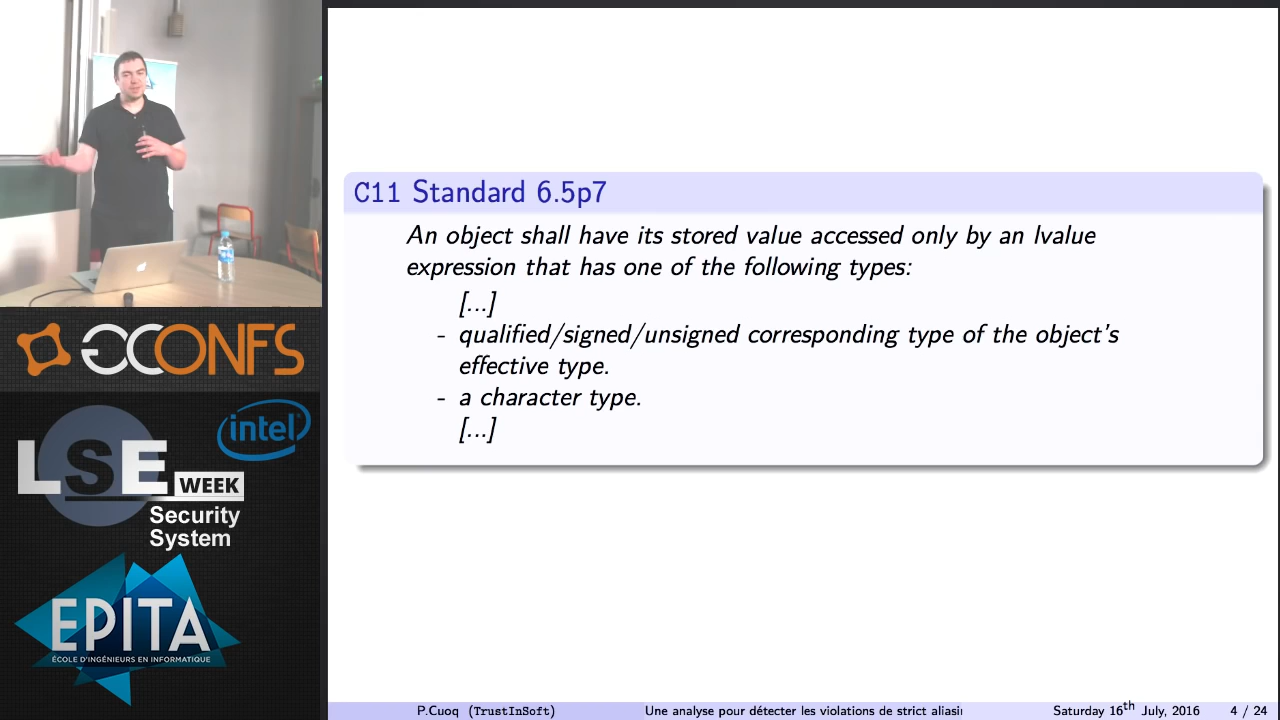 C11 Standard 6.5p7
An object shall have its stored value accessed only by an lvalue
expression that has one of the following types:
[...]
- qualified/signed/unsigned corresponding type of the object's
effective type.
- a character type.
[...]
GCONFS
intel
LSE
WEEK
Security
System
EPITA
ÉCOLE D'INGÉNIEURS EN INFORMATIQUE
P.Cuoq (TrustInSoft) Une analyse pour détecter les violations de strict aliasi Saturday 16th July, 2016 4 / 24